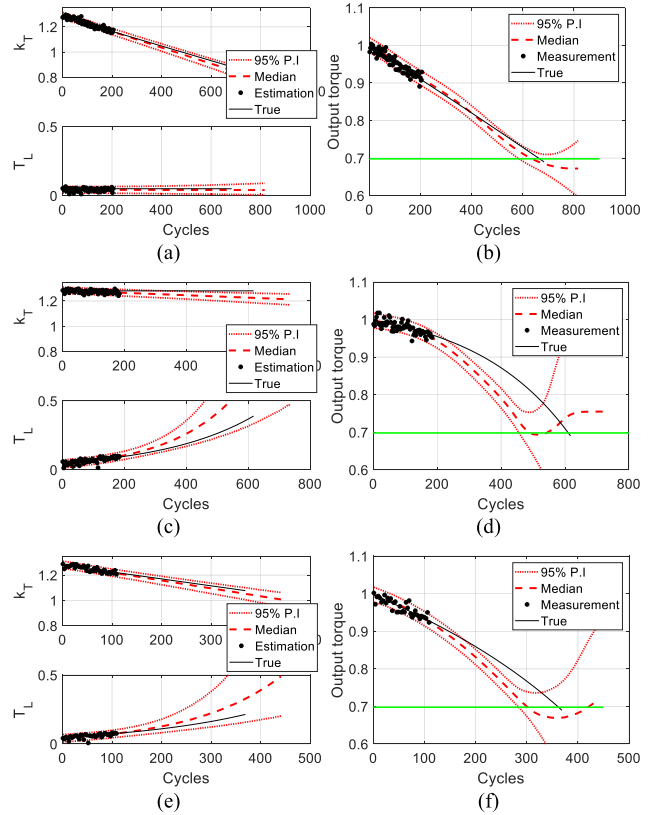 1.2
1
0.8
k_T
0 200 400 600
95% P.I
Median
Estimation
True
0.5
0
T_L
0 200 400 600 800 1000
Cycles
(a)
1.1
1
0.9
0.8
0.7
0.6
Output torque
95% P.I
Median
Measurement
True
0 200 400 600 800 1000
Cycles
(b)
1.2
1
0.8
k_T
0 200 400
95% P.I
Median
Estimation
True
0.5
0
T_L
0 200 400 600 800
Cycles
(c)
1.1
1
0.9
0.8
0.7
0.6
Output torque
95% P.I
Median
Measurement
True
0 200 400 600 800
Cycles
(d)
1.2
1
0.8
k_T
0 100 200 300
95% P.I
Median
Estimation
True
0.5
0
T_L
0 100 200 300 400 500
Cycles
(e)
1.1
1
0.9
0.8
0.7
0.6
Output torque
95% P.I
Median
Measurement
True
0 100 200 300 400 500
Cycles
(f)